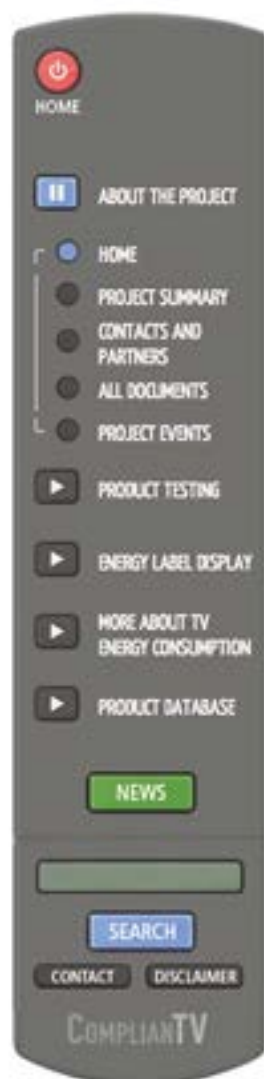 HOME
ABOUT THE PROJECT
HOME
PROJECT SUMMARY
CONTACTS AND
PARTNERS
ALL DOCUMENTS
PROJECT EVENTS
PRODUCT TESTING
ENERGY LABEL DISPLAY
MORE ABOUT TV
ENERGY CONSUMPTION
PRODUCT DATABASE
NEWS
SEARCH
CONTACT DISCLAIMER
COMPLIANTV